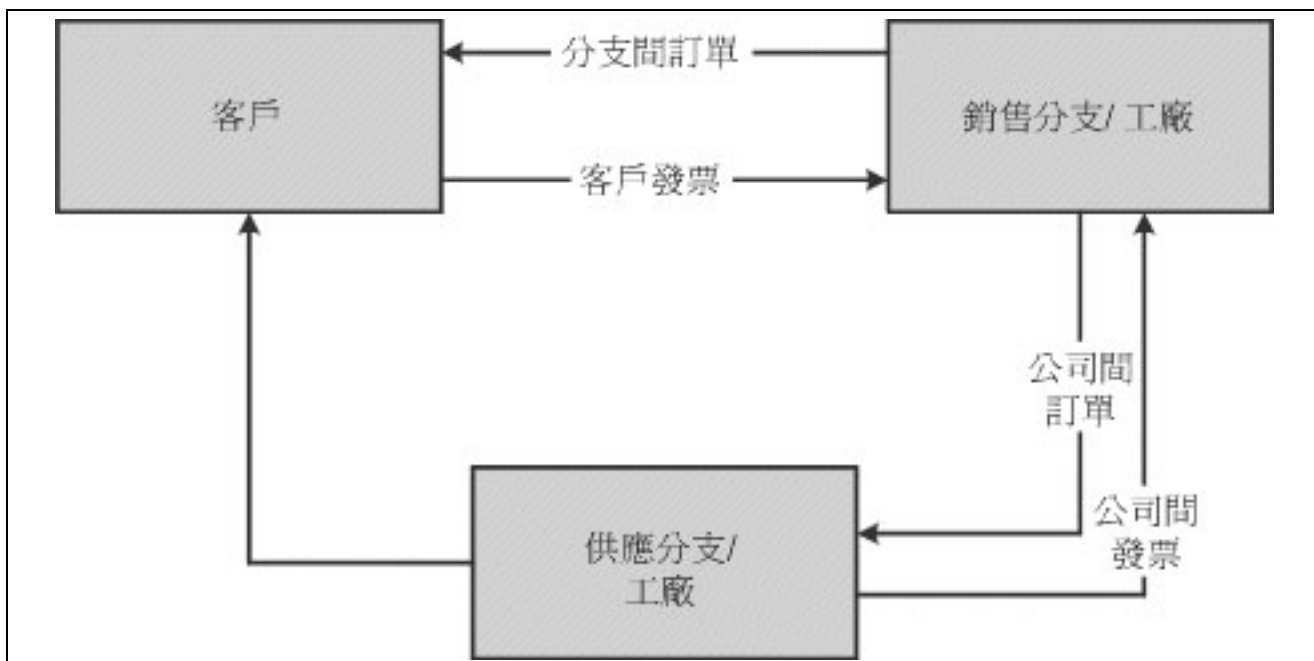 分支間訂單
客戶
銷售分支/ 工廠
客戶發票
公司間
訂單
公司間
發票
供應分支/
工廠